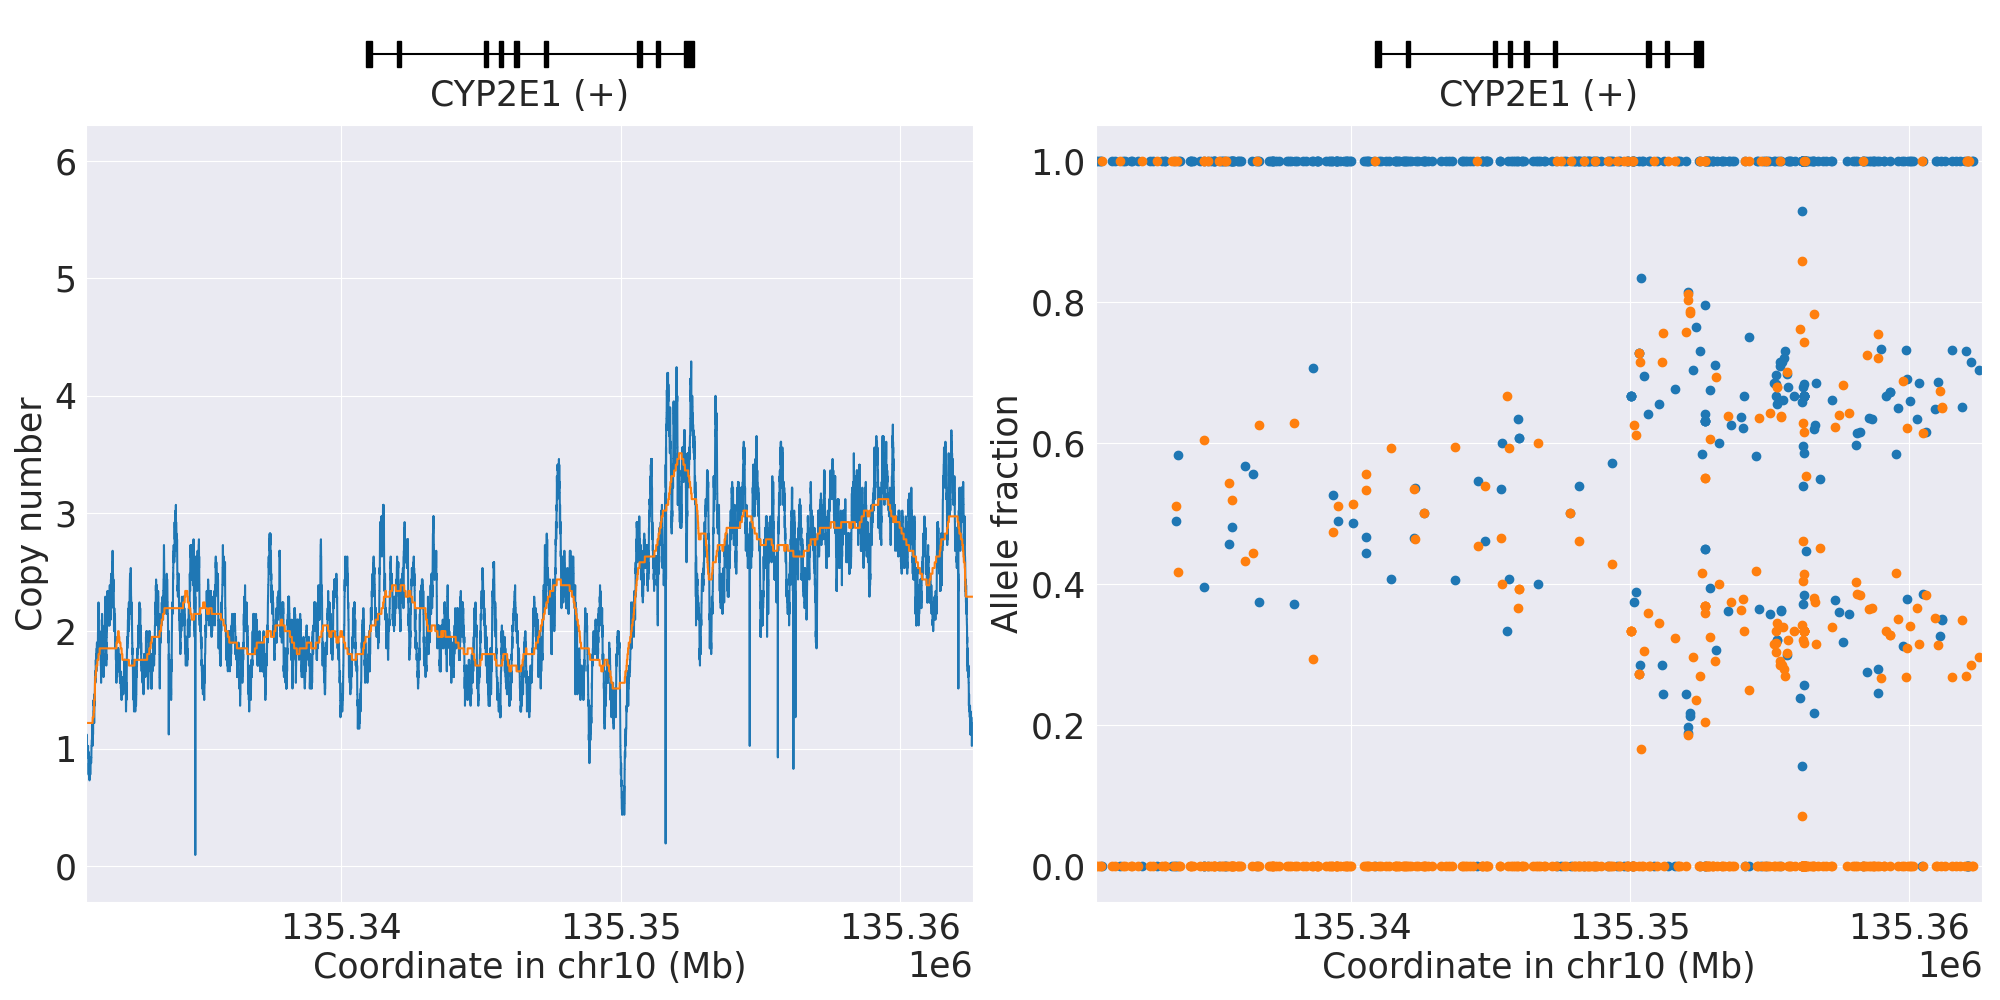 CYP2E1 (+)
6
5
4
3
2
1
0
Copy number
135.34 135.35 135.36
Coordinate in chr10 (Mb)
1e6
CYP2E1 (+)
1.0
0.8
0.6
0.4
0.2
0.0
Allele fraction
135.34 135.35 135.36
Coordinate in chr10 (Mb)
1e6